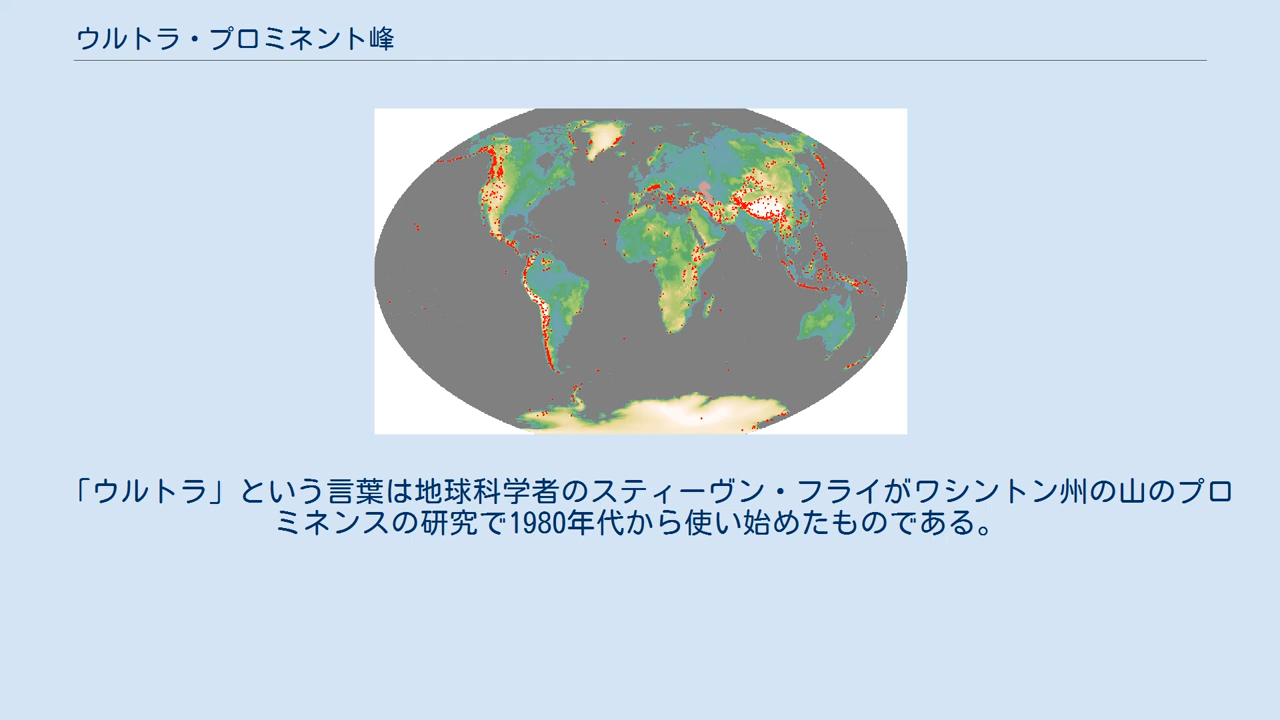 ウルトラ・プロミネント峰
「ウルトラ」という言葉は地球科学者のスティーヴン・フライがワシントン州の山のプロ
ミネンスの研究で1980年代から使い始めたものである。